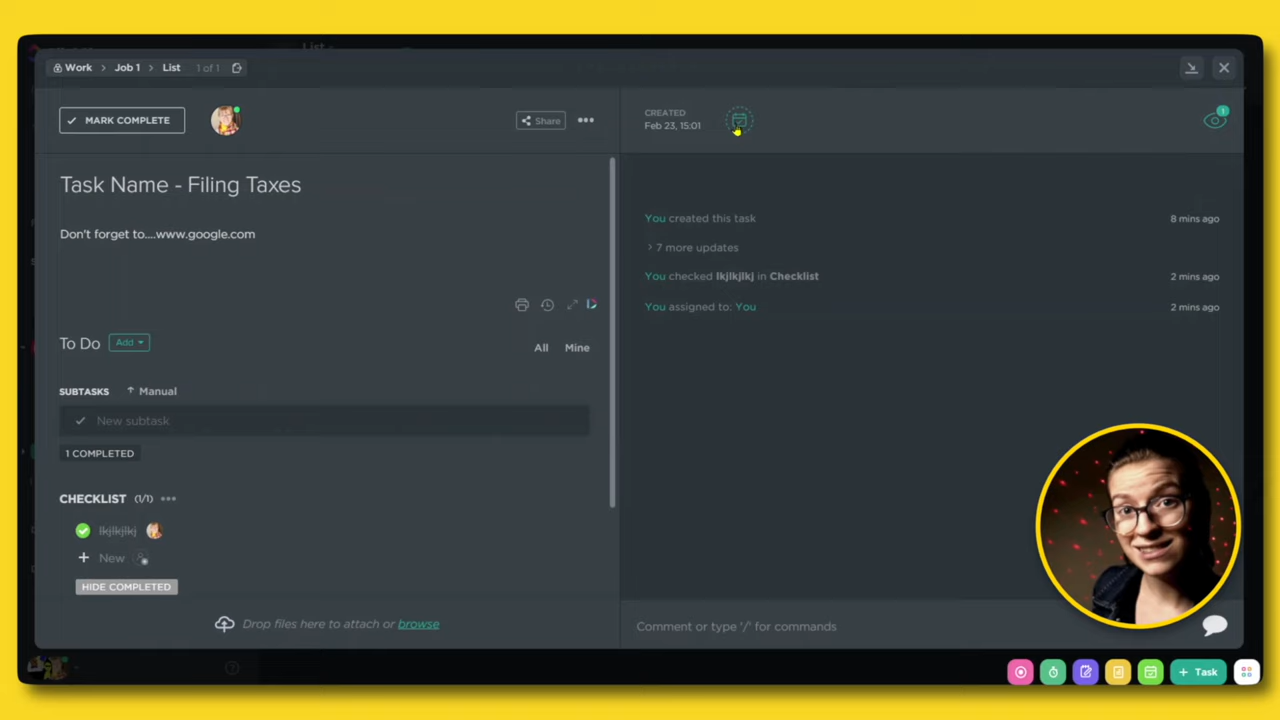 List
Work > Job 1 > List 1 of 1
MARK COMPLETE
Share
CREATED
Feb 23, 15:01
1
Task Name - Filing Taxes
Don't forget to....www.google.com
To Do Add
All Mine
SUBTASKS Manual
New subtask
1 COMPLETED
CHECKLIST (1/1)
lkjlkjlkj
+ New
HIDE COMPLETED
Drop files here to attach or browse
You created this task 8 mins ago
> 7 more updates
You checked lkjlkjlkj in Checklist 2 mins ago
You assigned to: You 2 mins ago
Comment or type '/' for commands
+ Task